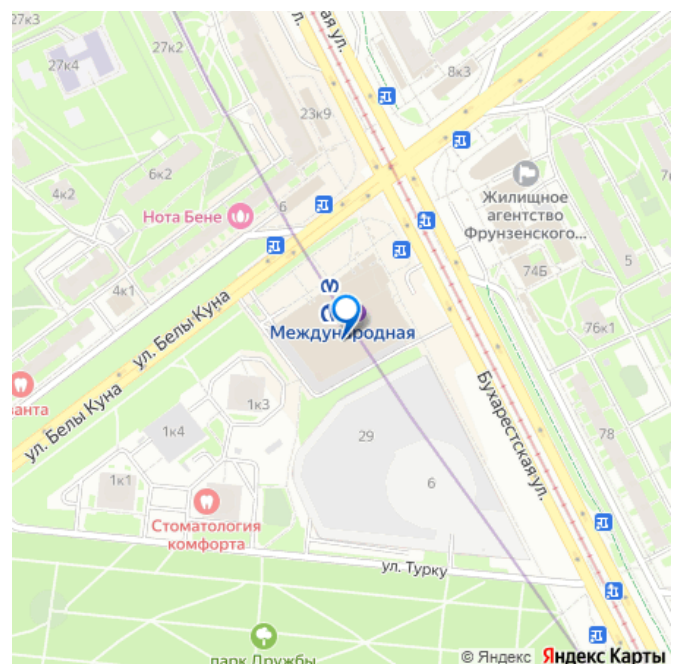 27к3
кая ул.
27к2
27к4
8к3
23к9
6к2
4к2
6
Нота Бене
Жилищное
агентство
Фрунзенского...
74Б
5
4к1
ул. Белы Куна
Международная
76к1
ул. Белы Куна
1к3
Бухарестская ул.
1к4
29
78
1к1
6
Стоматология
комфорта
ул. Турку
парк Дружбы
© Яндекс Яндекс Карты